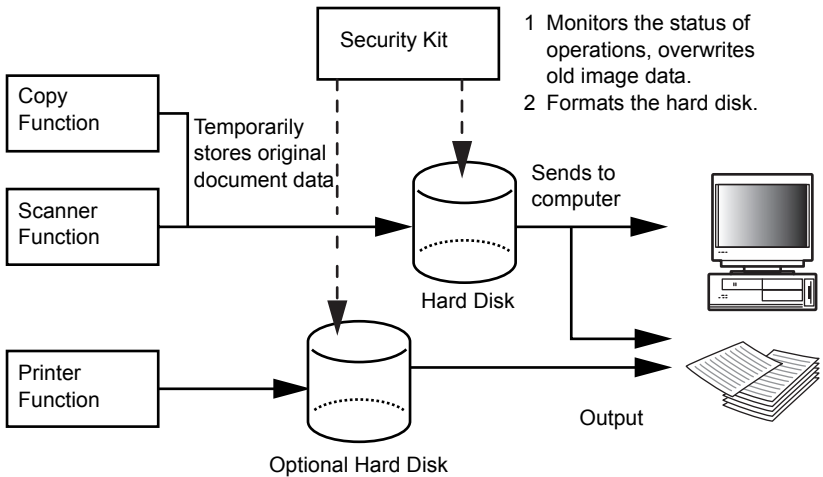 Security Kit
1 Monitors the status of
operations, overwrites
old image data.
2 Formats the hard disk.
Copy
Function
Temporarily
stores original
document data
Scanner
Function
Sends to
computer
Hard Disk
Printer
Function
Output
Optional Hard Disk